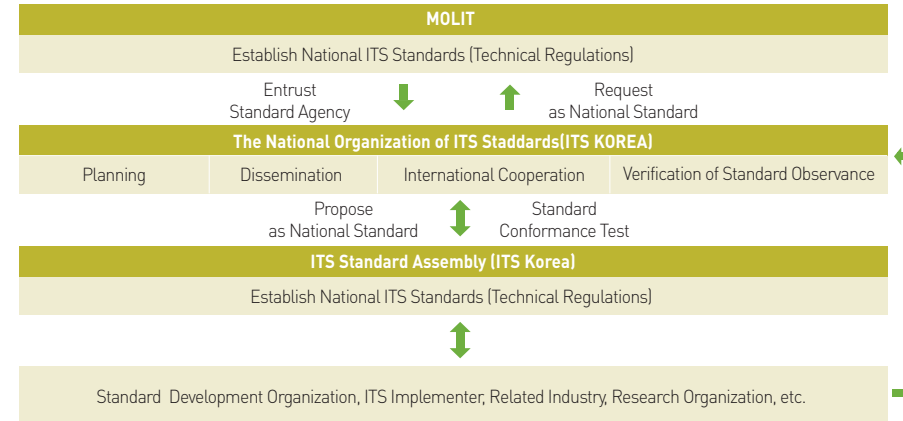 MOLIT
Establish National ITS Standards (Technical Regulations)
Entrust
Standard Agency
Request
as National Standard
The National Organization of ITS Staddards(ITS KOREA)
Planning
Dissemination
International Cooperation
Verification of Standard Observance
Propose
as National Standard
Standard
Conformance Test
ITS Standard Assembly (ITS Korea)
Establish National ITS Standards (Technical Regulations)
Standard Development Organization, ITS Implementer, Related Industry, Research Organization, etc.